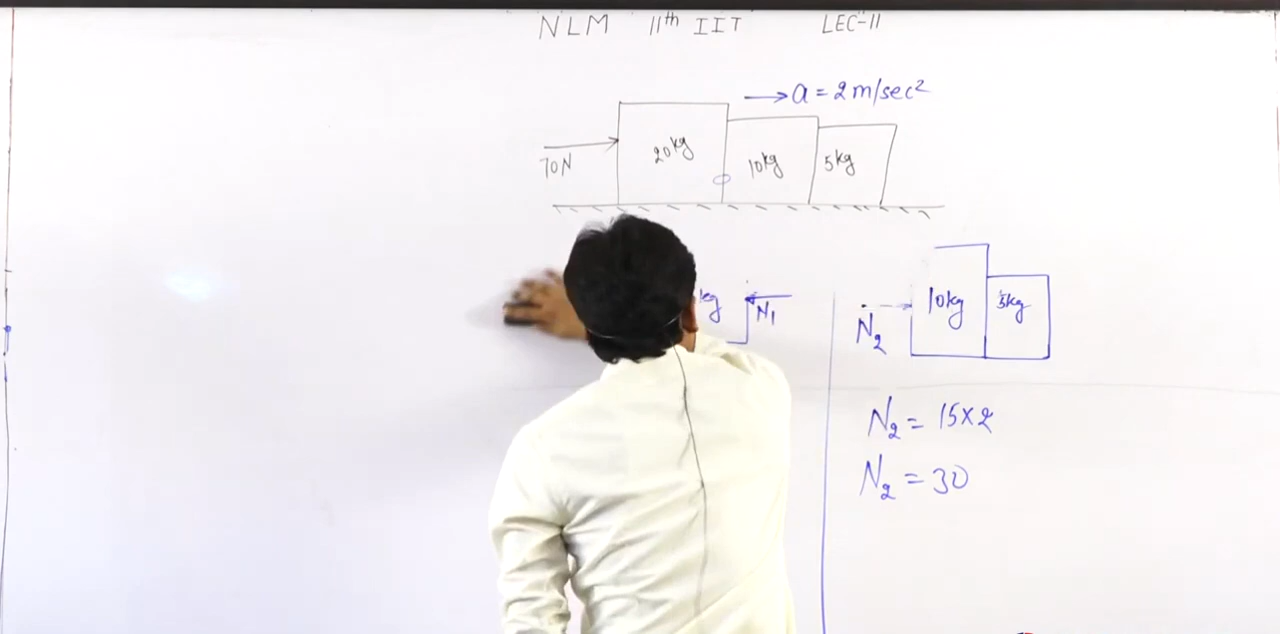 NLM 11th IIT LEC-11
→ a = 2 m/sec²
70N 20kg 10kg 5kg
kg N₁
N₂ 10kg 5kg
N₂ = 15×2
N₂ = 30